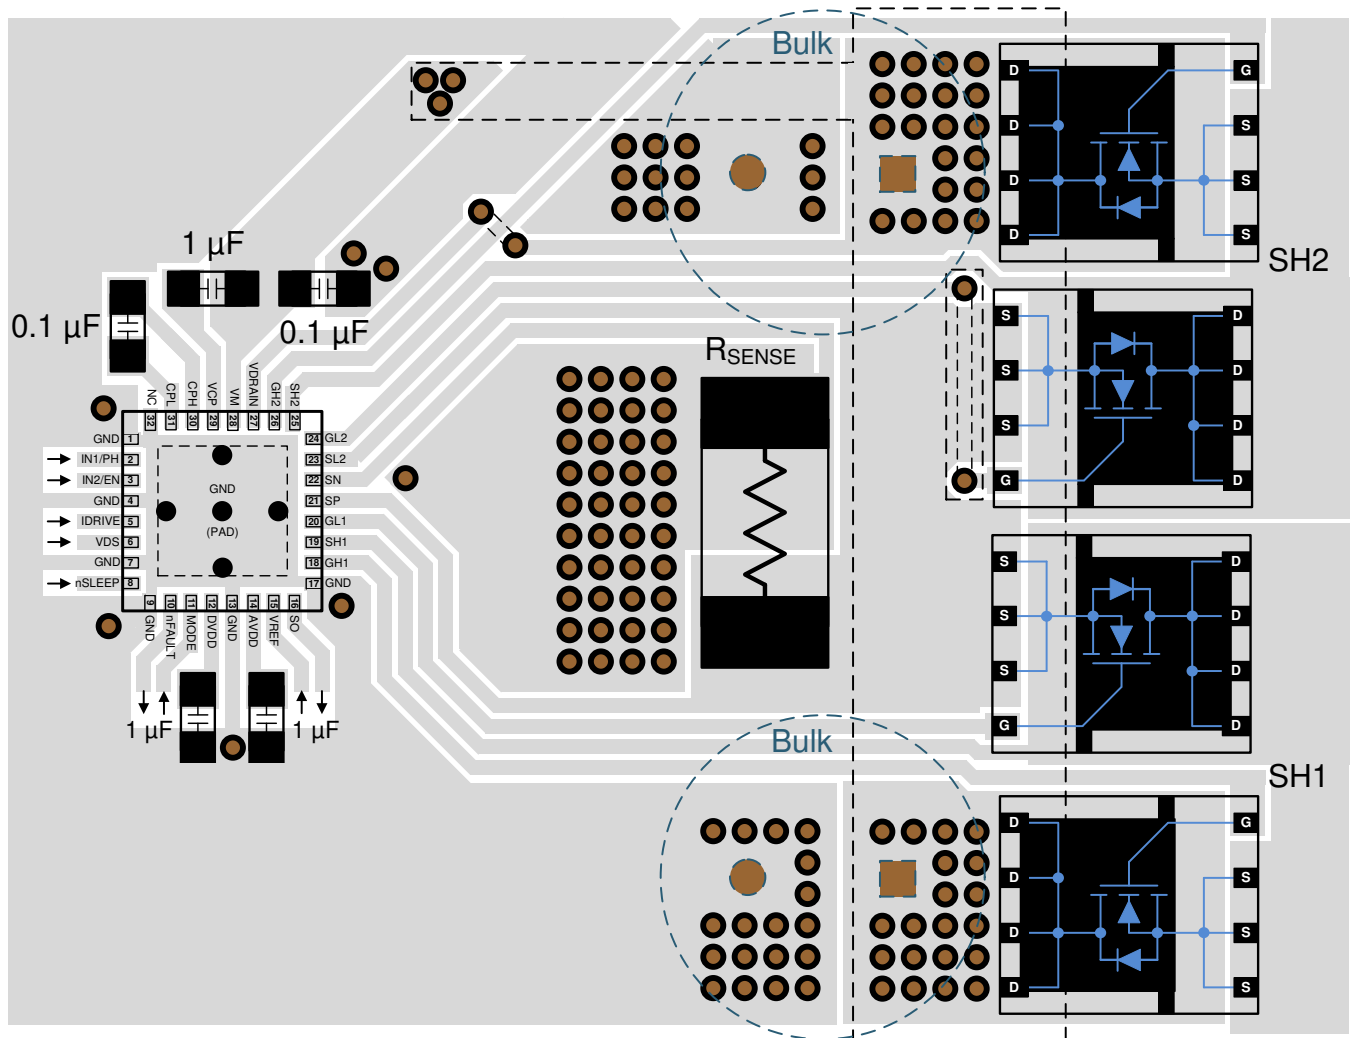 Bulk
D
G
D
S
D
S
D
S
SH2
1 µF
0.1 µF
0.1 µF
R SENSE
S
D
S
D
S
D
G
D
NC
CPL
CPH
VCP
VM
VDRAIN
GH2
SH2
32
31
30
29
28
27
26
25
GND 1
IN1/PH 2
IN2/EN 3
GND 4
IDRIVE 5
VDS 6
GND 7
nSLEEP 8
GND
(PAD)
24 GL2
23 SL2
22 SN
21 SP
20 GL1
19 SH1
18 GH1
17 GND
9
10
11
12
13
14
15
16
GND
nFAULT
MODE
DVDD
GND
AVDD
VREF
SO
1 µF
1 µF
S
D
S
D
S
D
G
D
Bulk
SH1
D
G
D
S
D
S
D
S